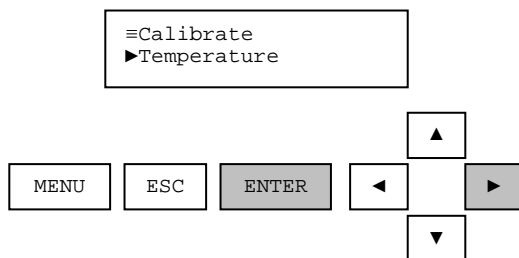 ≡Calibrate
►Temperature
▲
MENU ESC ENTER ◄ ►
▼